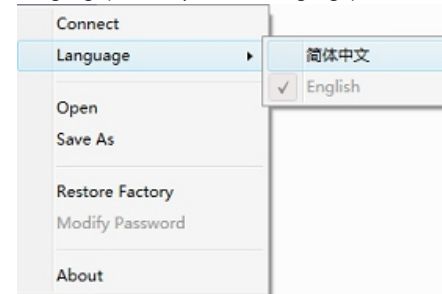 Connect
Language
简体中文
English
Open
Save As
Restore Factory
Modify Password
About